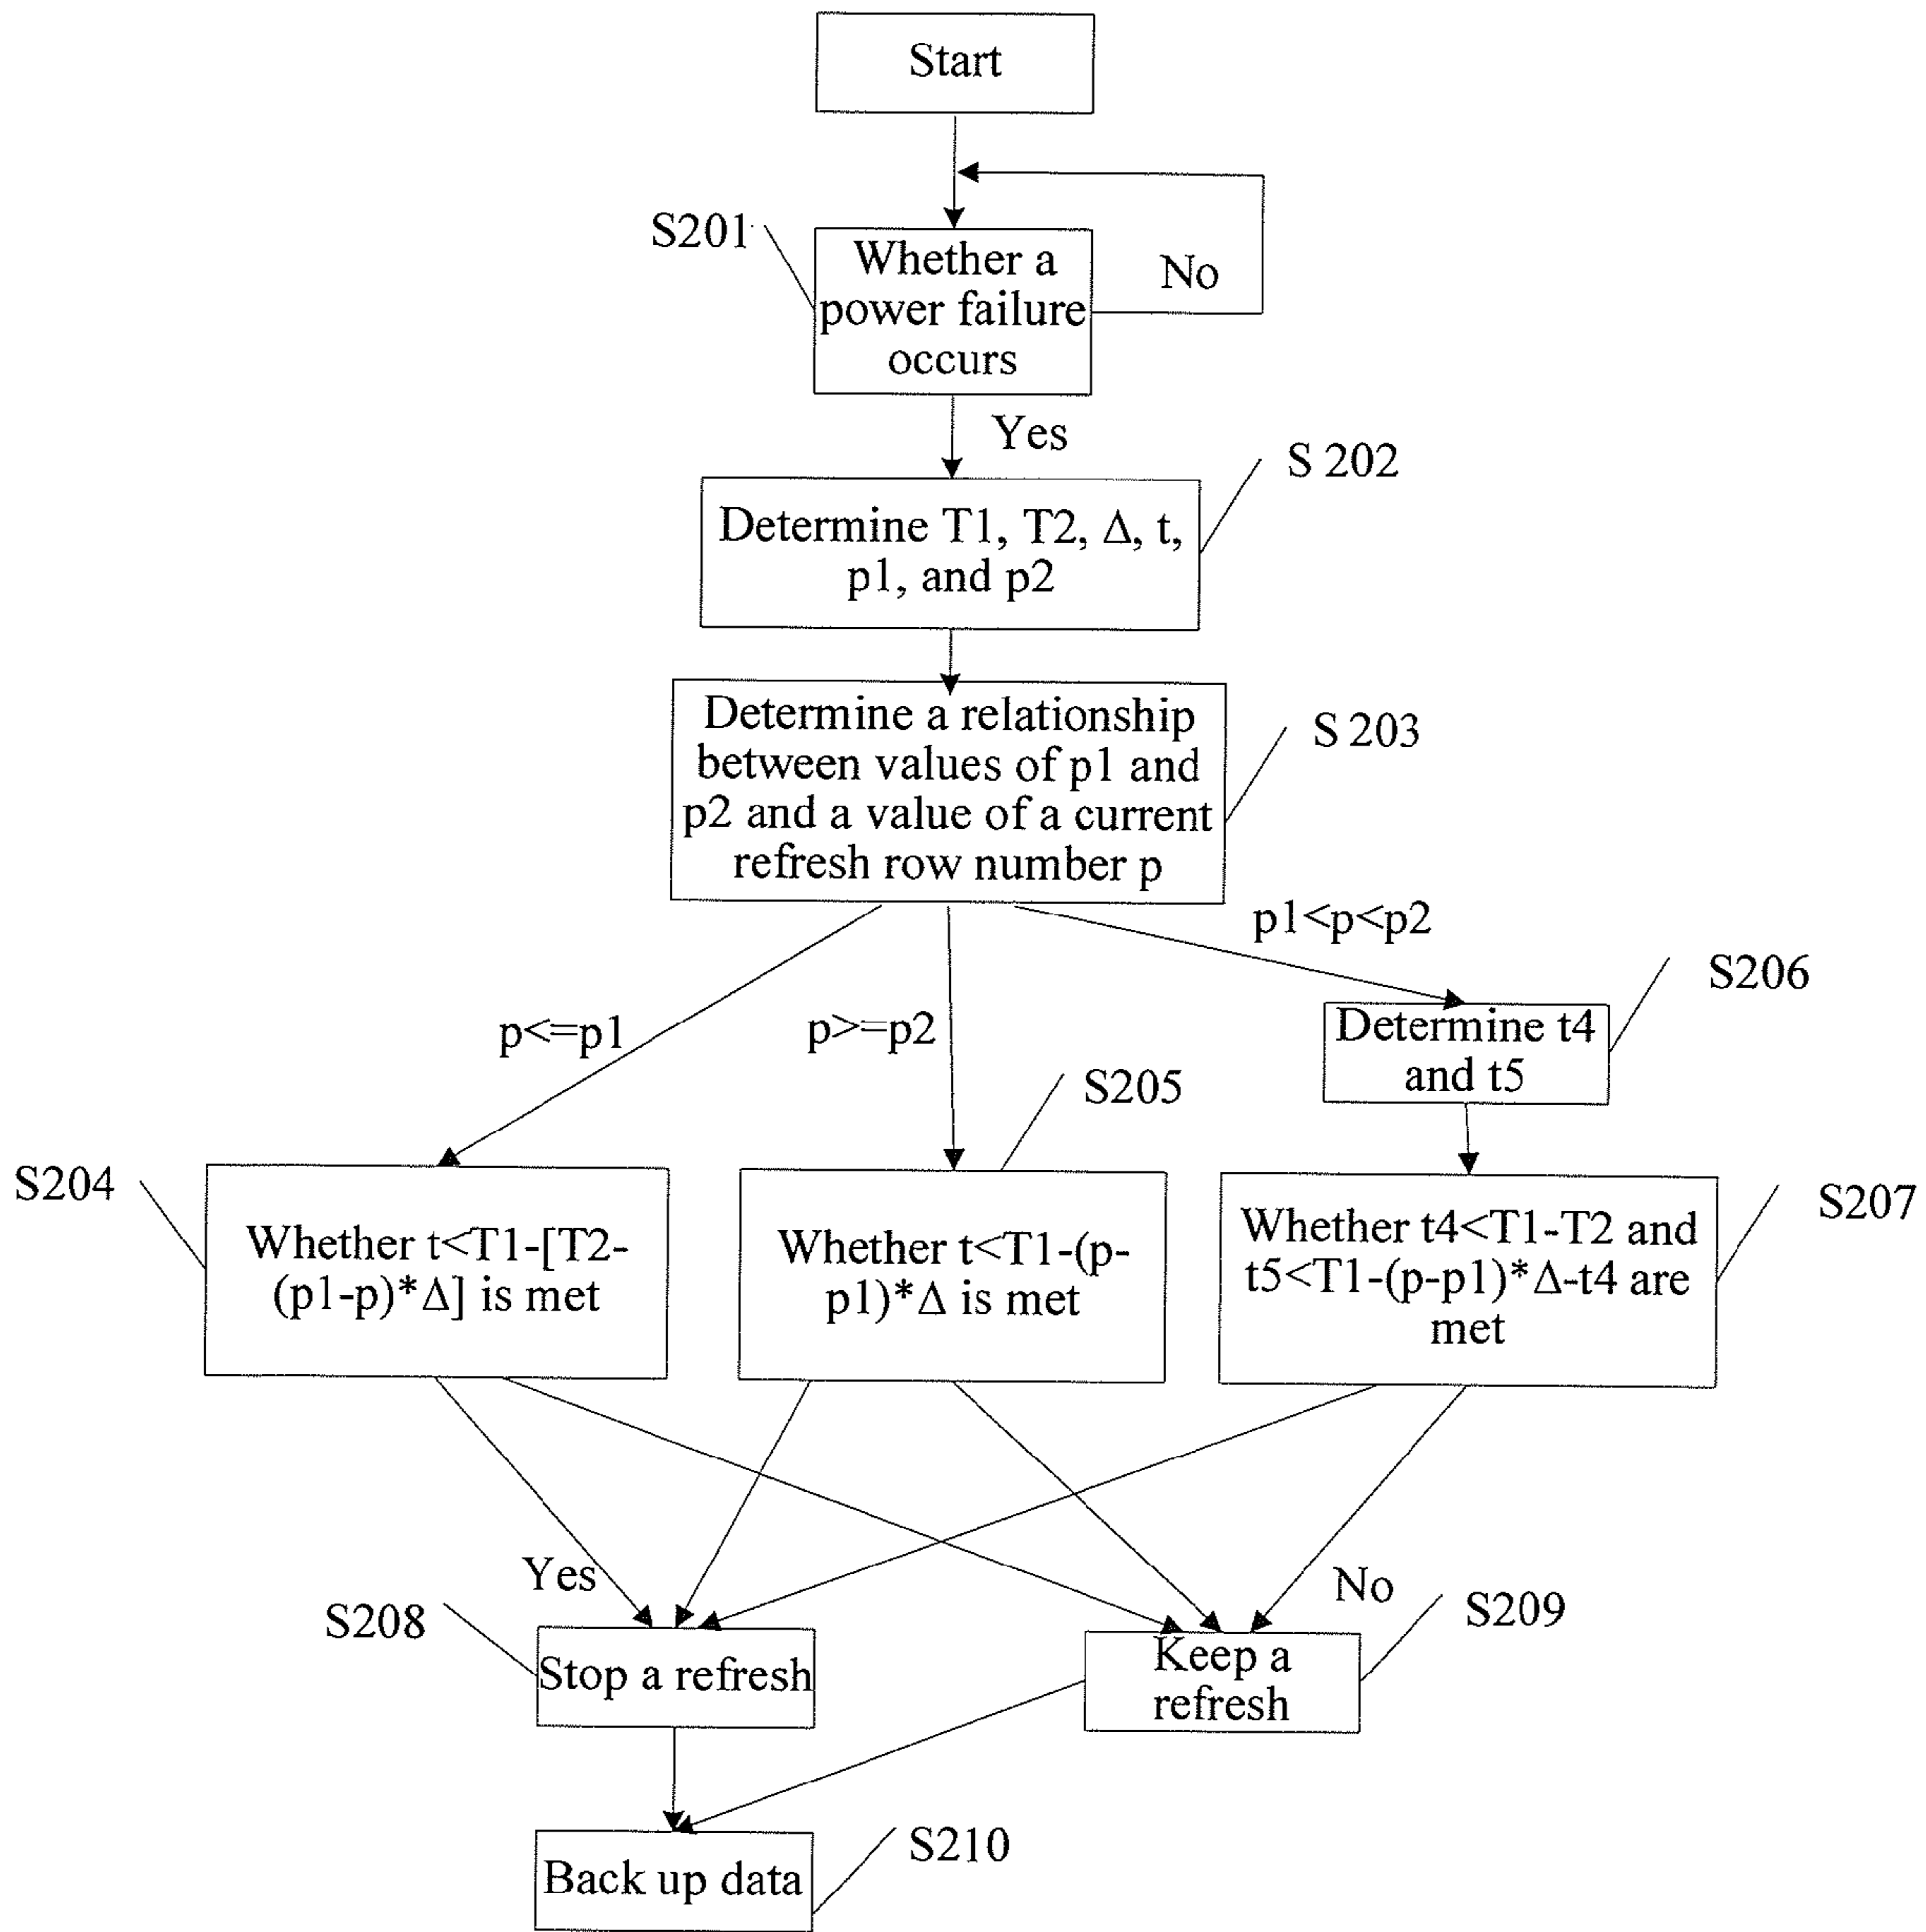 Start
S201
Whether a
power failure
occurs
No
Yes
S 202
Determine T1, T2, Δ, t,
p1, and p2
S 203
Determine a relationship
between values of p1 and
p2 and a value of a current
refresh row number p
p1<p<p2
p<=p1
p>=p2
S206
Determine t4
and t5
S205
S204
Whether t<T1-[T2-
(p1-p)*Δ] is met
Whether t<T1-(p-
p1)*Δ is met
S207
Whether t4<T1-T2 and
t5<T1-(p-p1)*Δ-t4 are
met
Yes
No
S208
Stop a refresh
S209
Keep a
refresh
S210
Back up data